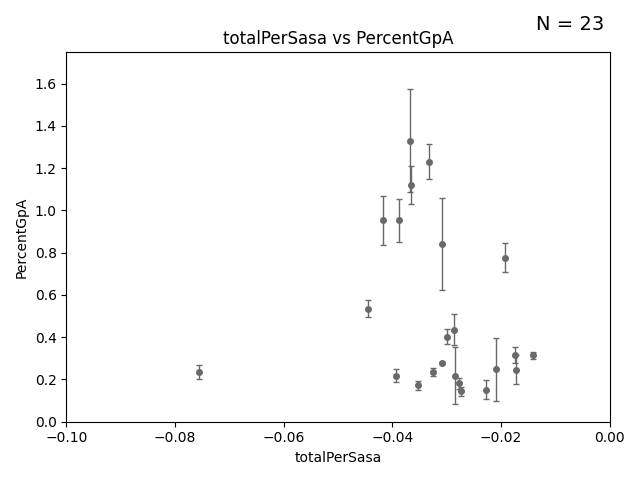 N = 23
totalPerSasa vs PercentGpA
PercentGpA
1.6
1.4
1.2
1.0
0.8
0.6
0.4
0.2
0.0
−0.10 −0.08 −0.06 −0.04 −0.02 0.00
totalPerSasa